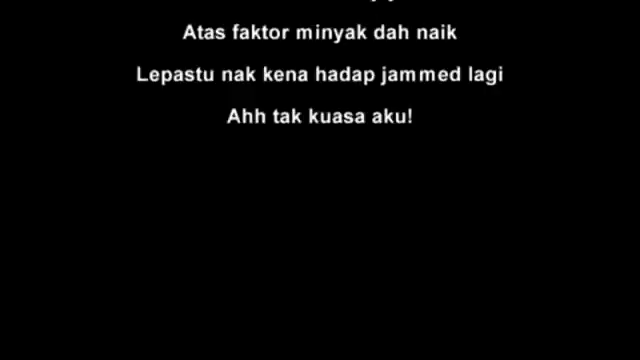 Atas faktor minyak dah naik
Lepastu nak kena hadap jammed lagi
Ahh tak kuasa aku!